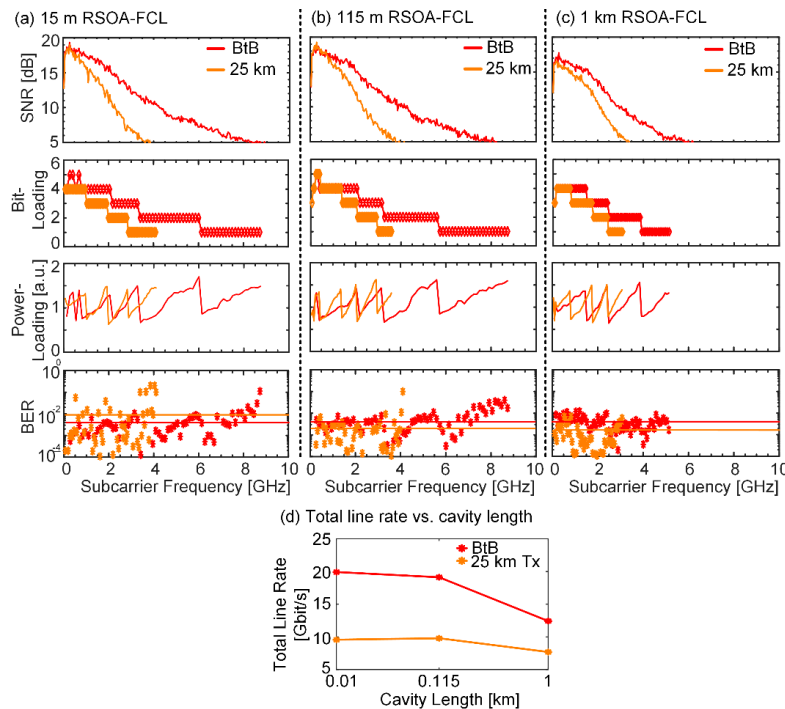 (a) 15 m RSOA-FCL
(b) 115 m RSOA-FCL
(c) 1 km RSOA-FCL
SNR [dB]
20
15
10
5
BtB
25 km
BtB
25 km
BtB
25 km
Bit-
Loading
6
4
2
0
Power-
Loading [a.u.]
2
1
0
BER
10
10⁻²
10⁻⁴
0 2 4 6 8 10
0 2 4 6 8 10
0 2 4 6 8 10
Subcarrier Frequency [GHz]
Subcarrier Frequency [GHz]
Subcarrier Frequency [GHz]
(d) Total line rate vs. cavity length
Total Line Rate
[Gbit/s]
25
20
15
10
5
BtB
25 km Tx
0.01 0.115 1
Cavity Length [km]